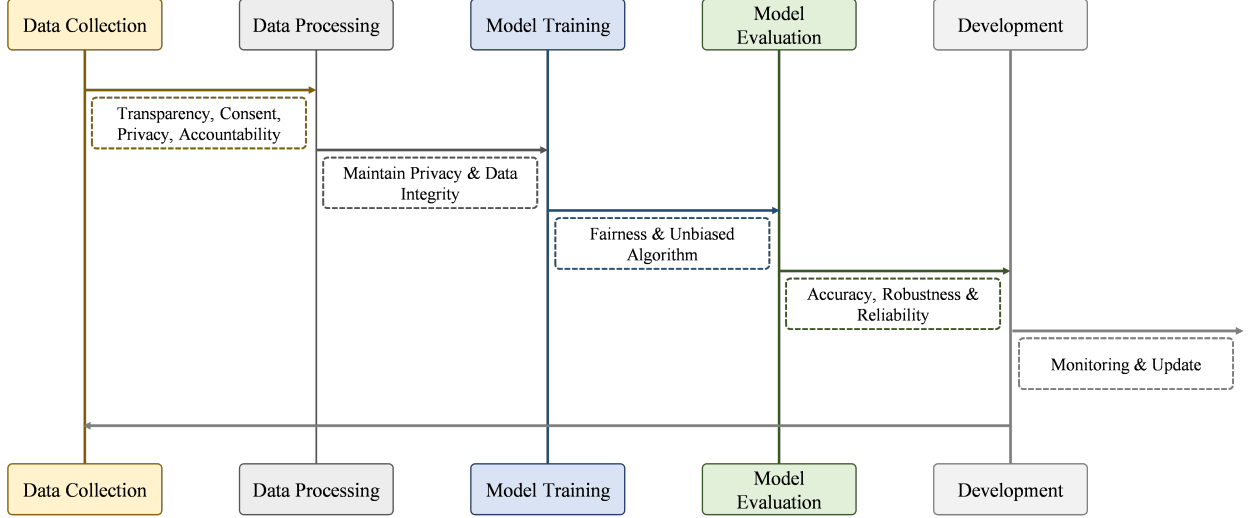 Data Collection
Data Processing
Model Training
Model
Evaluation
Development
Transparency, Consent,
Privacy, Accountability
Maintain Privacy & Data
Integrity
Fairness & Unbiased
Algorithm
Accuracy, Robustness &
Reliability
Monitoring & Update
Data Collection
Data Processing
Model Training
Model
Evaluation
Development